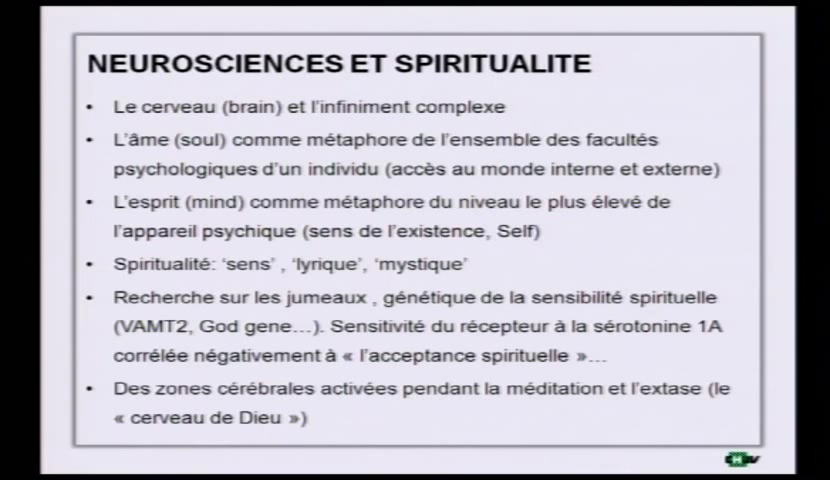 NEUROSCIENCES ET SPIRITUALITE
• Le cerveau (brain) et l'infiniment complexe
• L'âme (soul) comme métaphore de l'ensemble des facultés
psychologiques d'un individu (accès au monde interne et externe)
• L'esprit (mind) comme métaphore du niveau le plus élevé de
l'appareil psychique (sens de l'existence, Self)
• Spiritualité: 'sens' , 'lyrique', 'mystique'
• Recherche sur les jumeaux , génétique de la sensibilité spirituelle
(VAMT2, God gene…). Sensitivité du récepteur à la sérotonine 1A
corrélée négativement à « l'acceptance spirituelle »…
• Des zones cérébrales activées pendant la méditation et l'extase (le
« cerveau de Dieu »)